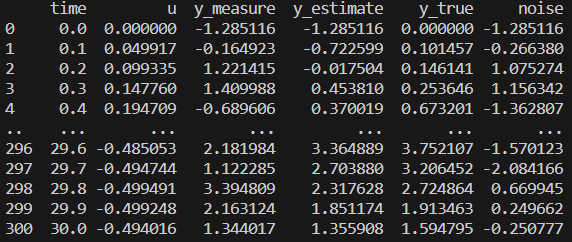 time u y_measure y_estimate y_true noise
0 0.0 0.000000 -1.285116 -1.285116 0.000000 -1.285116
1 0.1 0.049917 -0.164923 -0.722599 0.101457 -0.266380
2 0.2 0.099335 1.221415 -0.017504 0.146141 1.075274
3 0.3 0.147760 1.409988 0.453810 0.253646 1.156342
4 0.4 0.194709 -0.689606 0.370019 0.673201 -1.362807
.. ... ... ... ... ... ...
296 29.6 -0.485053 2.181984 3.364889 3.752107 -1.570123
297 29.7 -0.494744 1.122285 2.703880 3.206452 -2.084166
298 29.8 -0.499491 3.394809 2.317628 2.724864 0.669945
299 29.9 -0.499248 2.163124 1.851174 1.913463 0.249662
300 30.0 -0.494016 1.344017 1.355908 1.594795 -0.250777